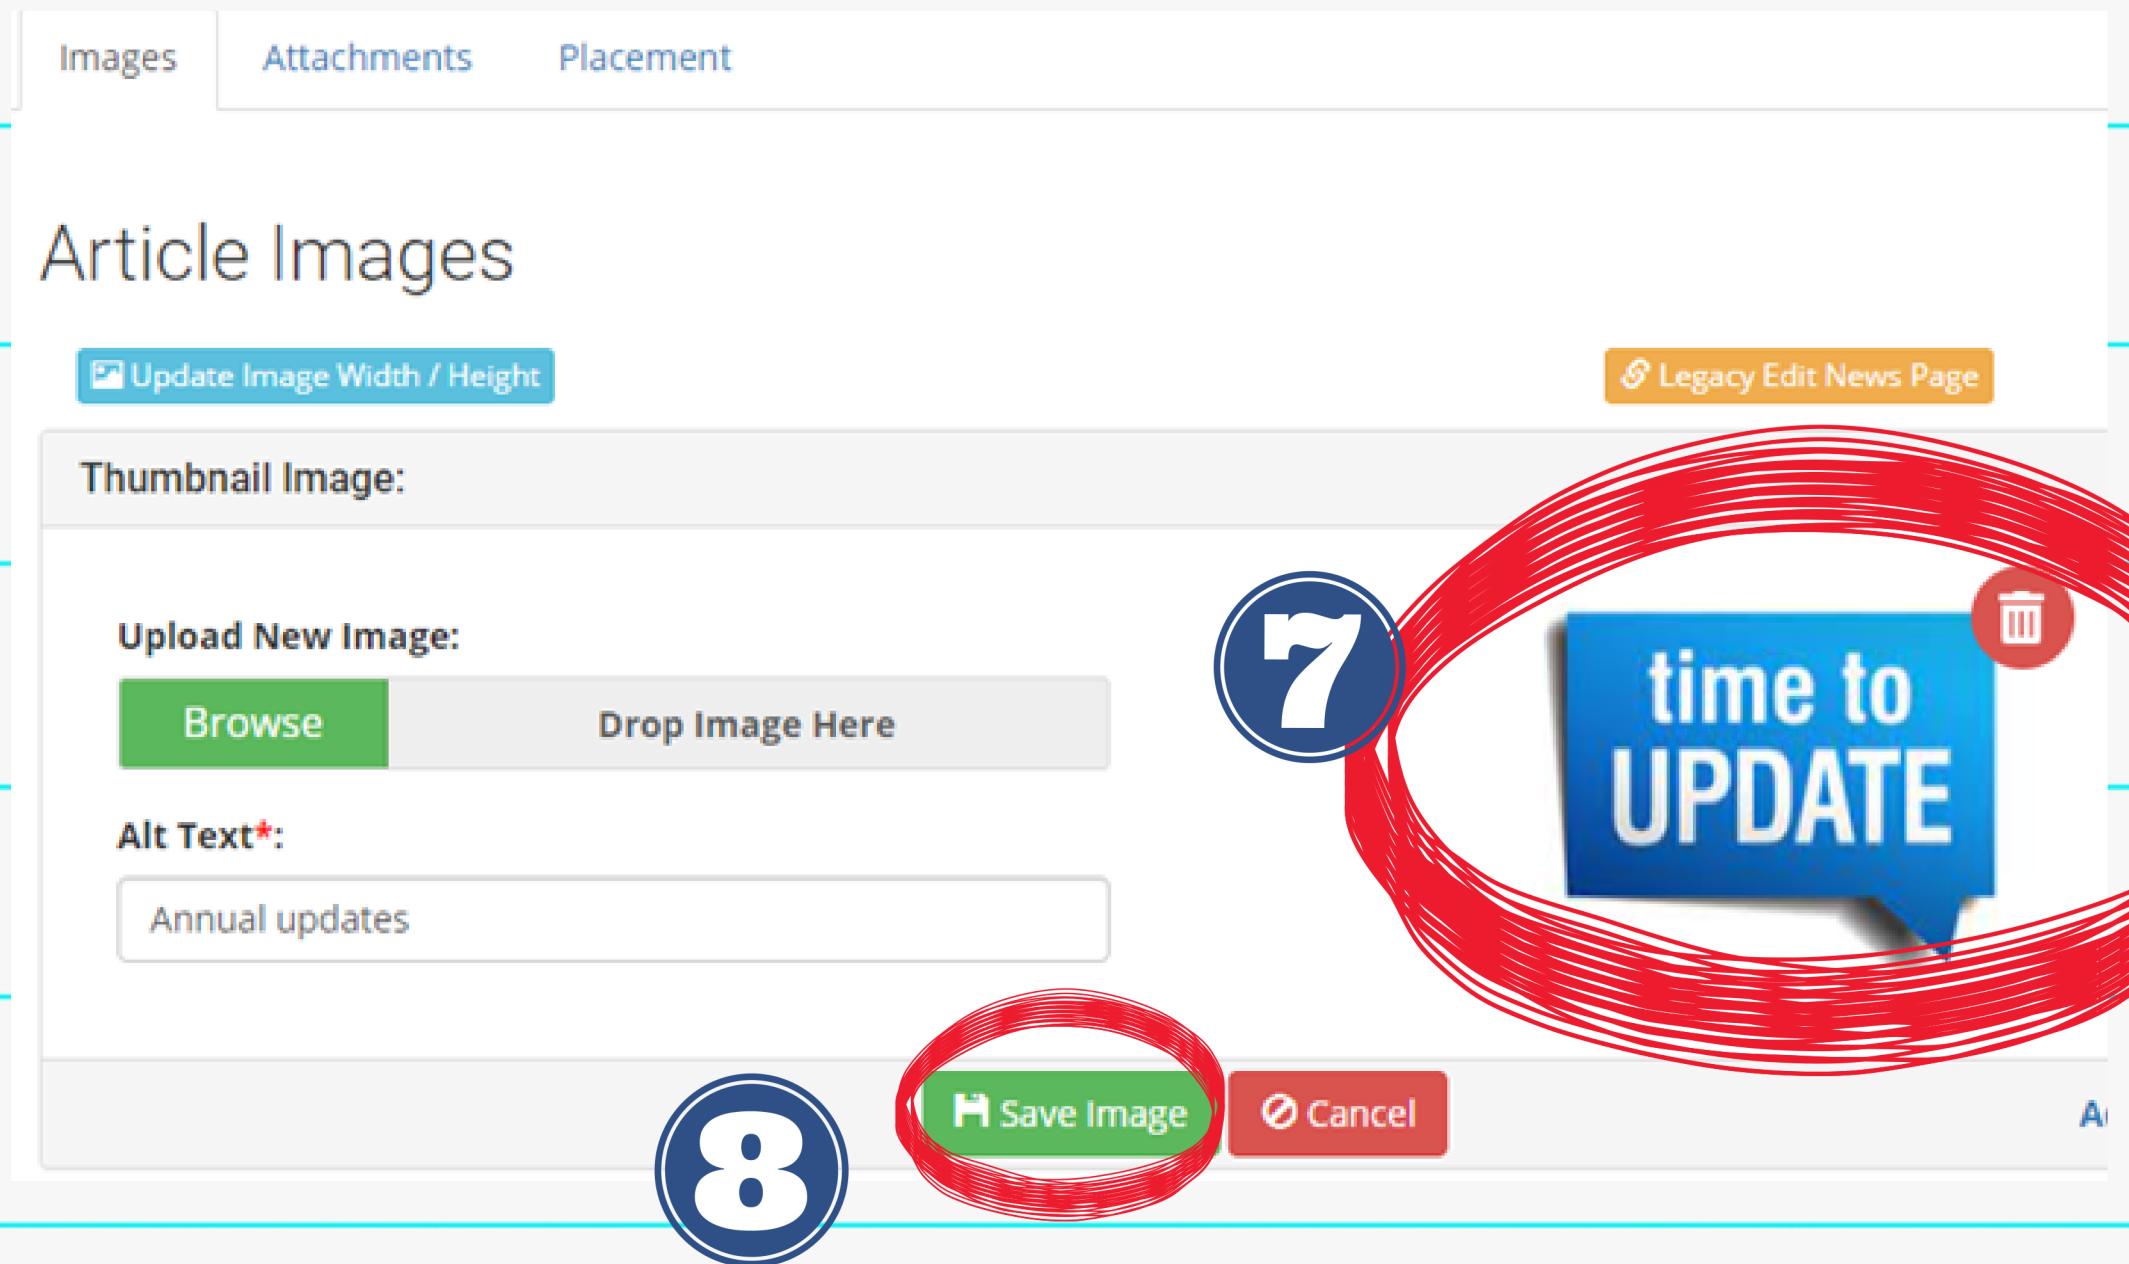 Images Attachments Placement
Article Images
Update Image Width / Height Legacy Edit News Page
Thumbnail Image:
Upload New Image:
7
time to
UPDATE
Browse Drop Image Here
Alt Text*:
Annual updates
8
Save Image Cancel